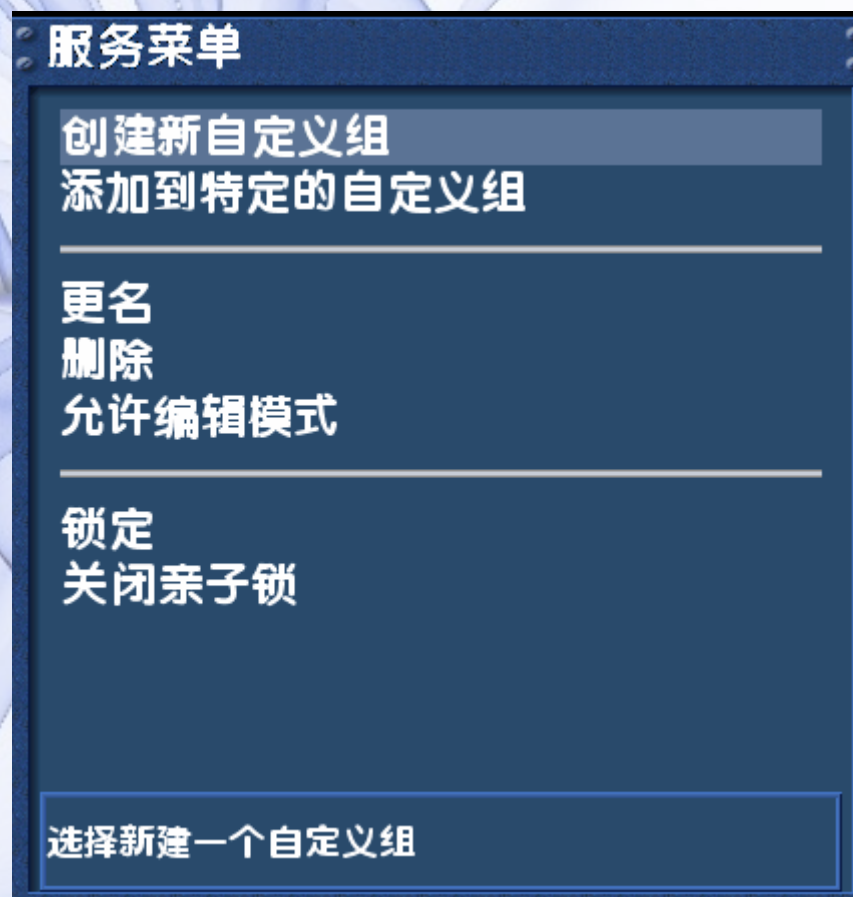 服务菜单
创建新自定义组
添加到特定的自定义组
更名
删除
允许编辑模式
锁定
关闭亲子锁
选择新建一个自定义组